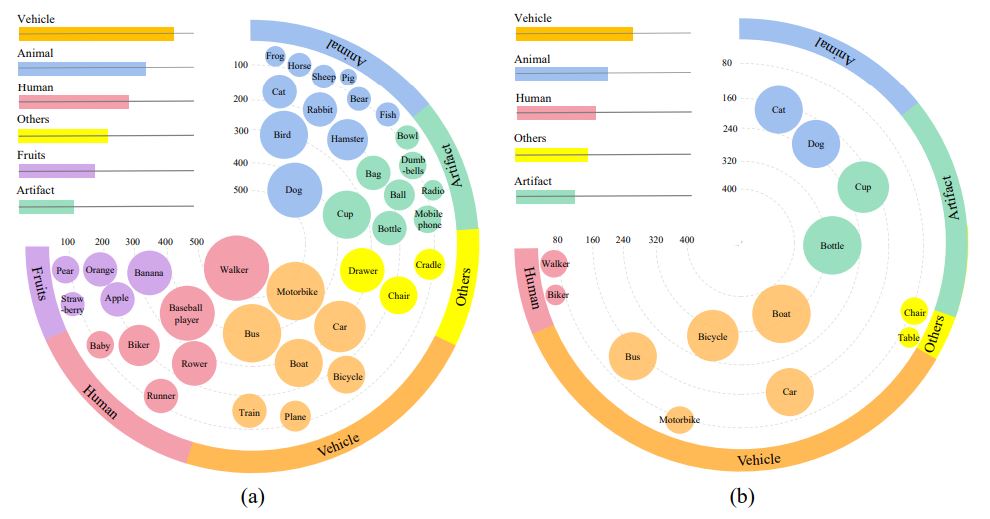 Vehicle
Animal
Human
Others
Fruits
Artifact
100
200
300
400
500
100 200 300 400 500
Animal
Frog
Horse
Sheep
Pig
Cat
Rabbit
Bear
Fish
Bird
Hamster
Dog
Artifact
Bowl
Dumb
-bells
Bag
Ball
Radio
Cup
Bottle
Mobile
phone
Others
Drawer
Cradle
Chair
Fruits
Pear
Orange
Banana
Straw
-berry
Apple
Human
Walker
Baseball
player
Baby
Biker
Rower
Runner
Vehicle
Motorbike
Bus
Car
Boat
Bicycle
Train
Plane
(a)
Vehicle
Animal
Human
Others
Artifact
80
160
240
320
400
80 160 240 320 400
Animal
Cat
Dog
Artifact
Cup
Bottle
Others
Chair
Table
Human
Walker
Biker
Vehicle
Boat
Bicycle
Bus
Car
Motorbike
(b)